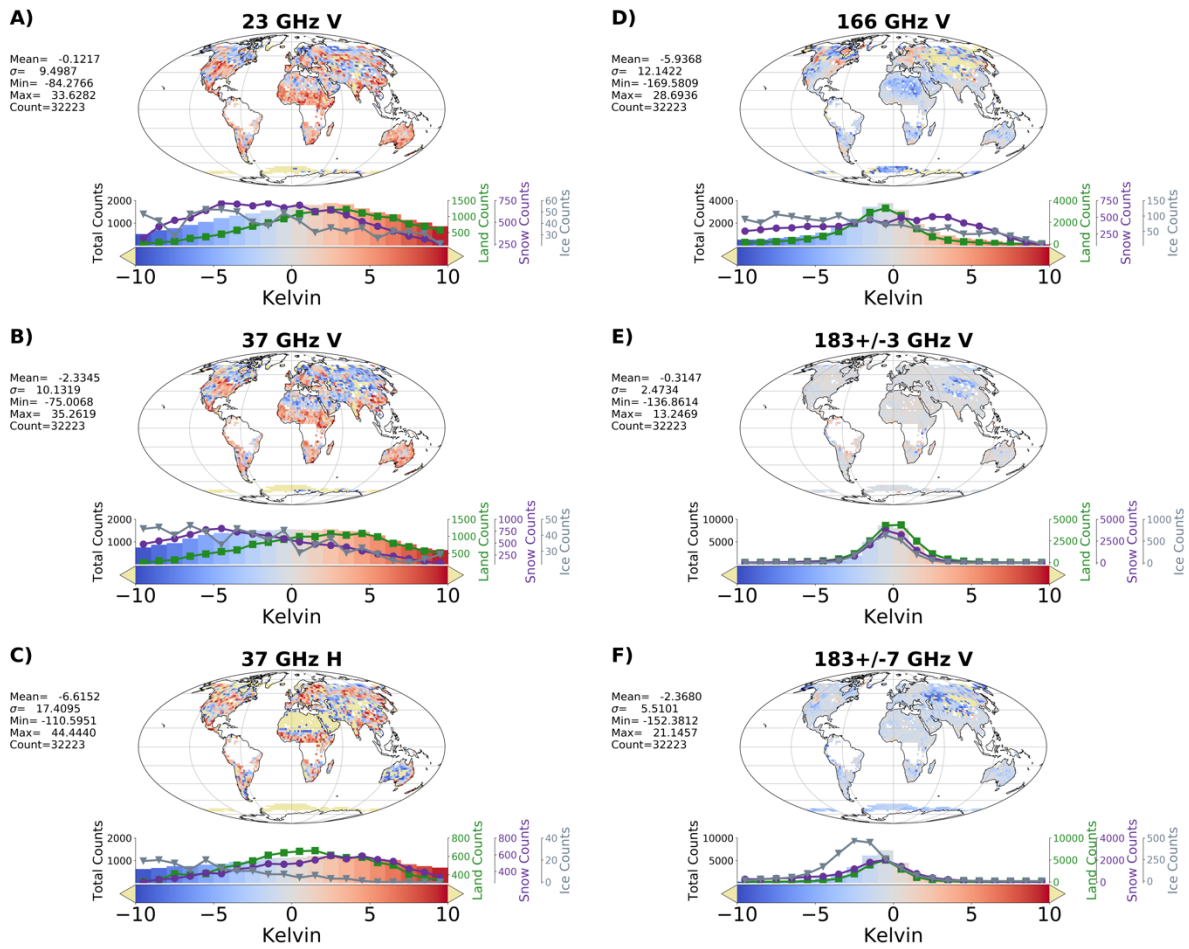 A)
23 GHz V
Mean= -0.1217
σ= 9.4987
Min= -84.2766
Max= 33.6282
Count=32223
Total Counts
2000
1000
1500
1000
500
Land Counts
750
500
250
Snow Counts
60
50
40
30
Ice Counts
−10
−5
0
5
10
Kelvin
B)
37 GHz V
Mean= -2.3345
σ= 10.1319
Min= -75.0068
Max= 35.2619
Count=32223
Total Counts
2000
1000
1500
1000
500
Land Counts
1000
750
500
250
Snow Counts
50
40
30
Ice Counts
−10
−5
0
5
10
Kelvin
C)
37 GHz H
Mean= -6.6152
σ= 17.4095
Min= -110.5951
Max= 44.4440
Count=32223
Total Counts
2000
1000
0
800
600
400
Land Counts
800
600
400
Snow Counts
40
20
0
Ice Counts
−10
−5
0
5
10
Kelvin
D)
166 GHz V
Mean= -5.9368
σ= 12.1422
Min= -169.5809
Max= 28.6936
Count=32223
Total Counts
4000
2000
4000
2000
0
Land Counts
750
500
250
Snow Counts
150
100
50
Ice Counts
−10
−5
0
5
10
Kelvin
E)
183+/-3 GHz V
Mean= -0.3147
σ= 2.4734
Min= -136.8614
Max= 13.2469
Count=32223
Total Counts
10000
5000
5000
2500
0
Land Counts
5000
2500
0
Snow Counts
1000
500
0
Ice Counts
−10
−5
0
5
10
Kelvin
F)
183+/-7 GHz V
Mean= -2.3680
σ= 5.5101
Min= -152.3812
Max= 21.1457
Count=32223
Total Counts
10000
5000
0
10000
5000
0
Land Counts
4000
2000
0
Snow Counts
500
250
0
Ice Counts
−10
−5
0
5
10
Kelvin